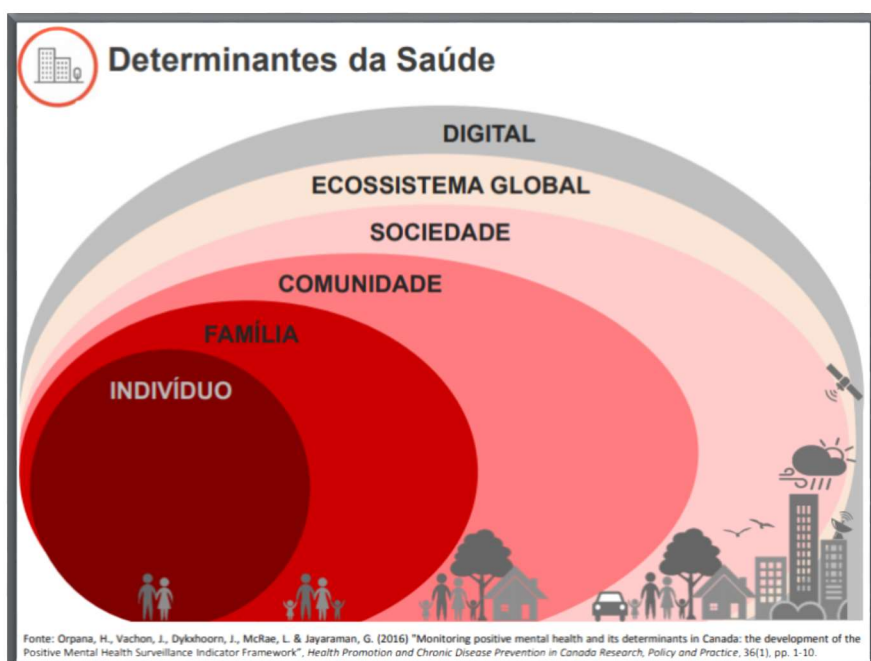 Determinantes da Saúde
DIGITAL
ECOSSISTEMA GLOBAL
SOCIEDADE
COMUNIDADE
FAMÍLIA
INDIVÍDUO
Fonte: Orpana, H., Vachon, J., Dykxhoorn, J., McRae, L. & Jayaraman, G. (2016) "Monitoring positive mental health and its determinants in Canada: the development of the
Positive Mental Health Surveillance Indicator Framework", Health Promotion and Chronic Disease Prevention in Canada Research, Policy and Practice, 36(1), pp. 1-10.